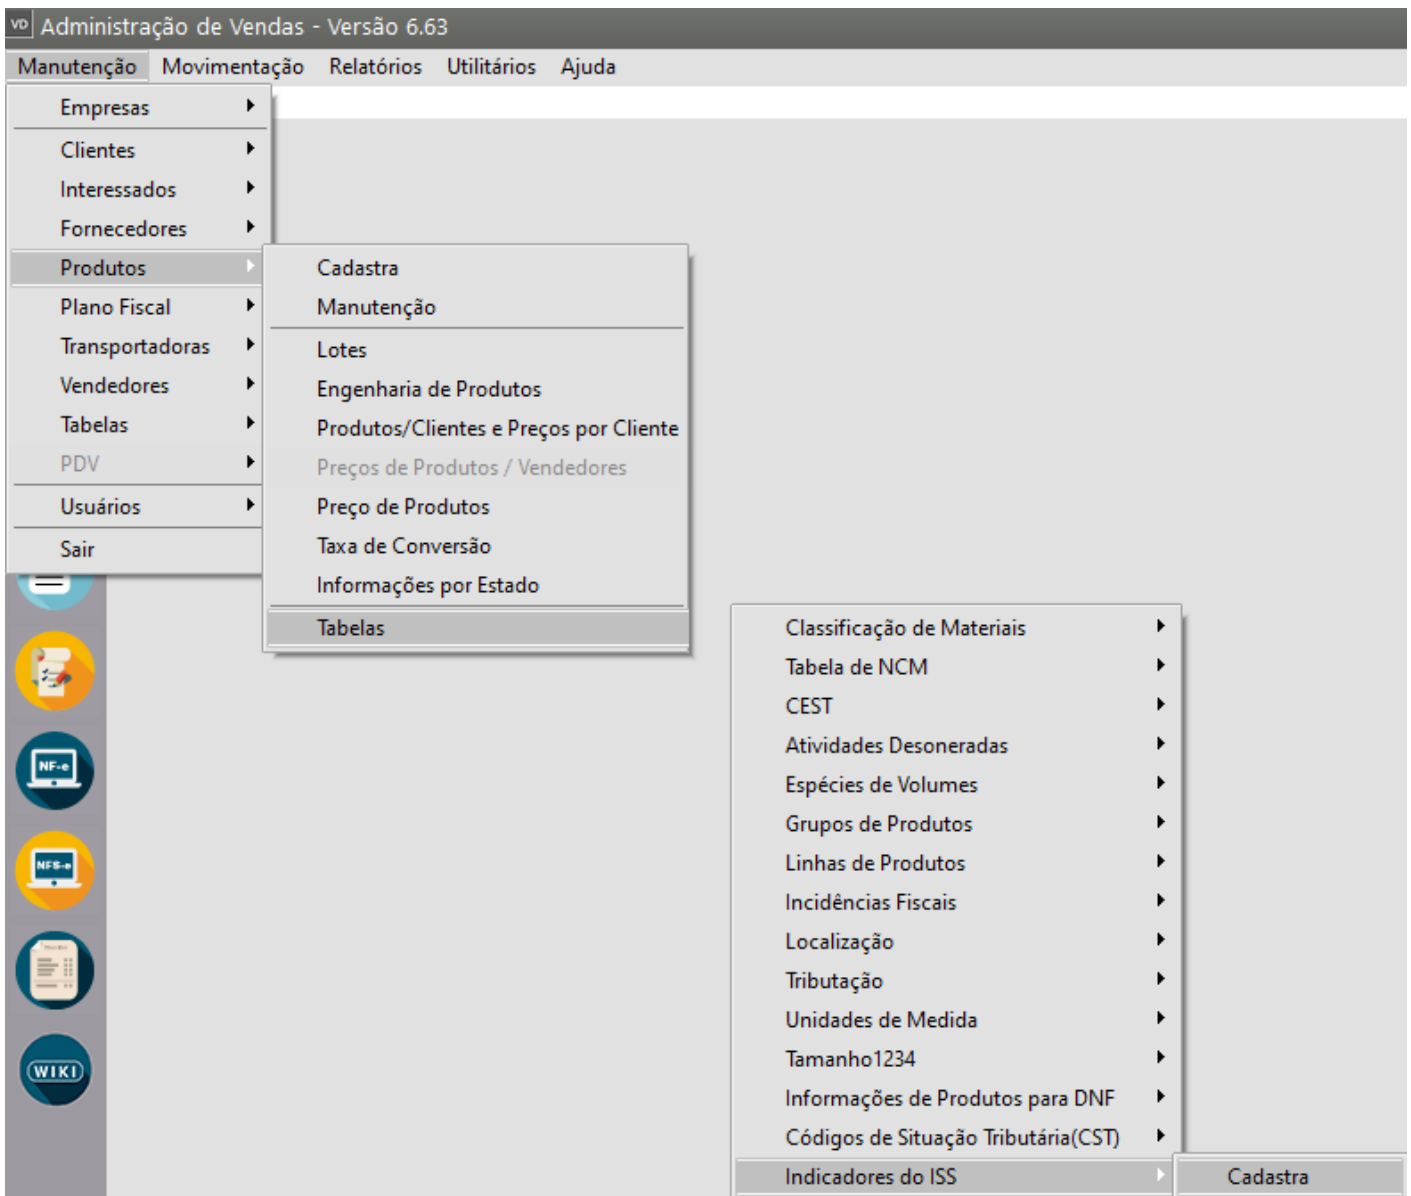 VD Administração de Vendas - Versão 6.63
Manutenção Movimentação Relatórios Utilitários Ajuda
Empresas
Clientes
Interessados
Fornecedores
Produtos
Plano Fiscal
Transportadoras
Vendedores
Tabelas
PDV
Usuários
Sair
Cadastra
Manutenção
Lotes
Engenharia de Produtos
Produtos/Clientes e Preços por Cliente
Preços de Produtos / Vendedores
Preço de Produtos
Taxa de Conversão
Informações por Estado
Tabelas
Classificação de Materiais
Tabela de NCM
CEST
Atividades Desoneradas
Espécies de Volumes
Grupos de Produtos
Linhas de Produtos
Incidências Fiscais
Localização
Tributação
Unidades de Medida
Tamanho1234
Informações de Produtos para DNF
Códigos de Situação Tributária(CST)
Indicadores do ISS
Cadastra
NF-e
NFS-e
WIKI